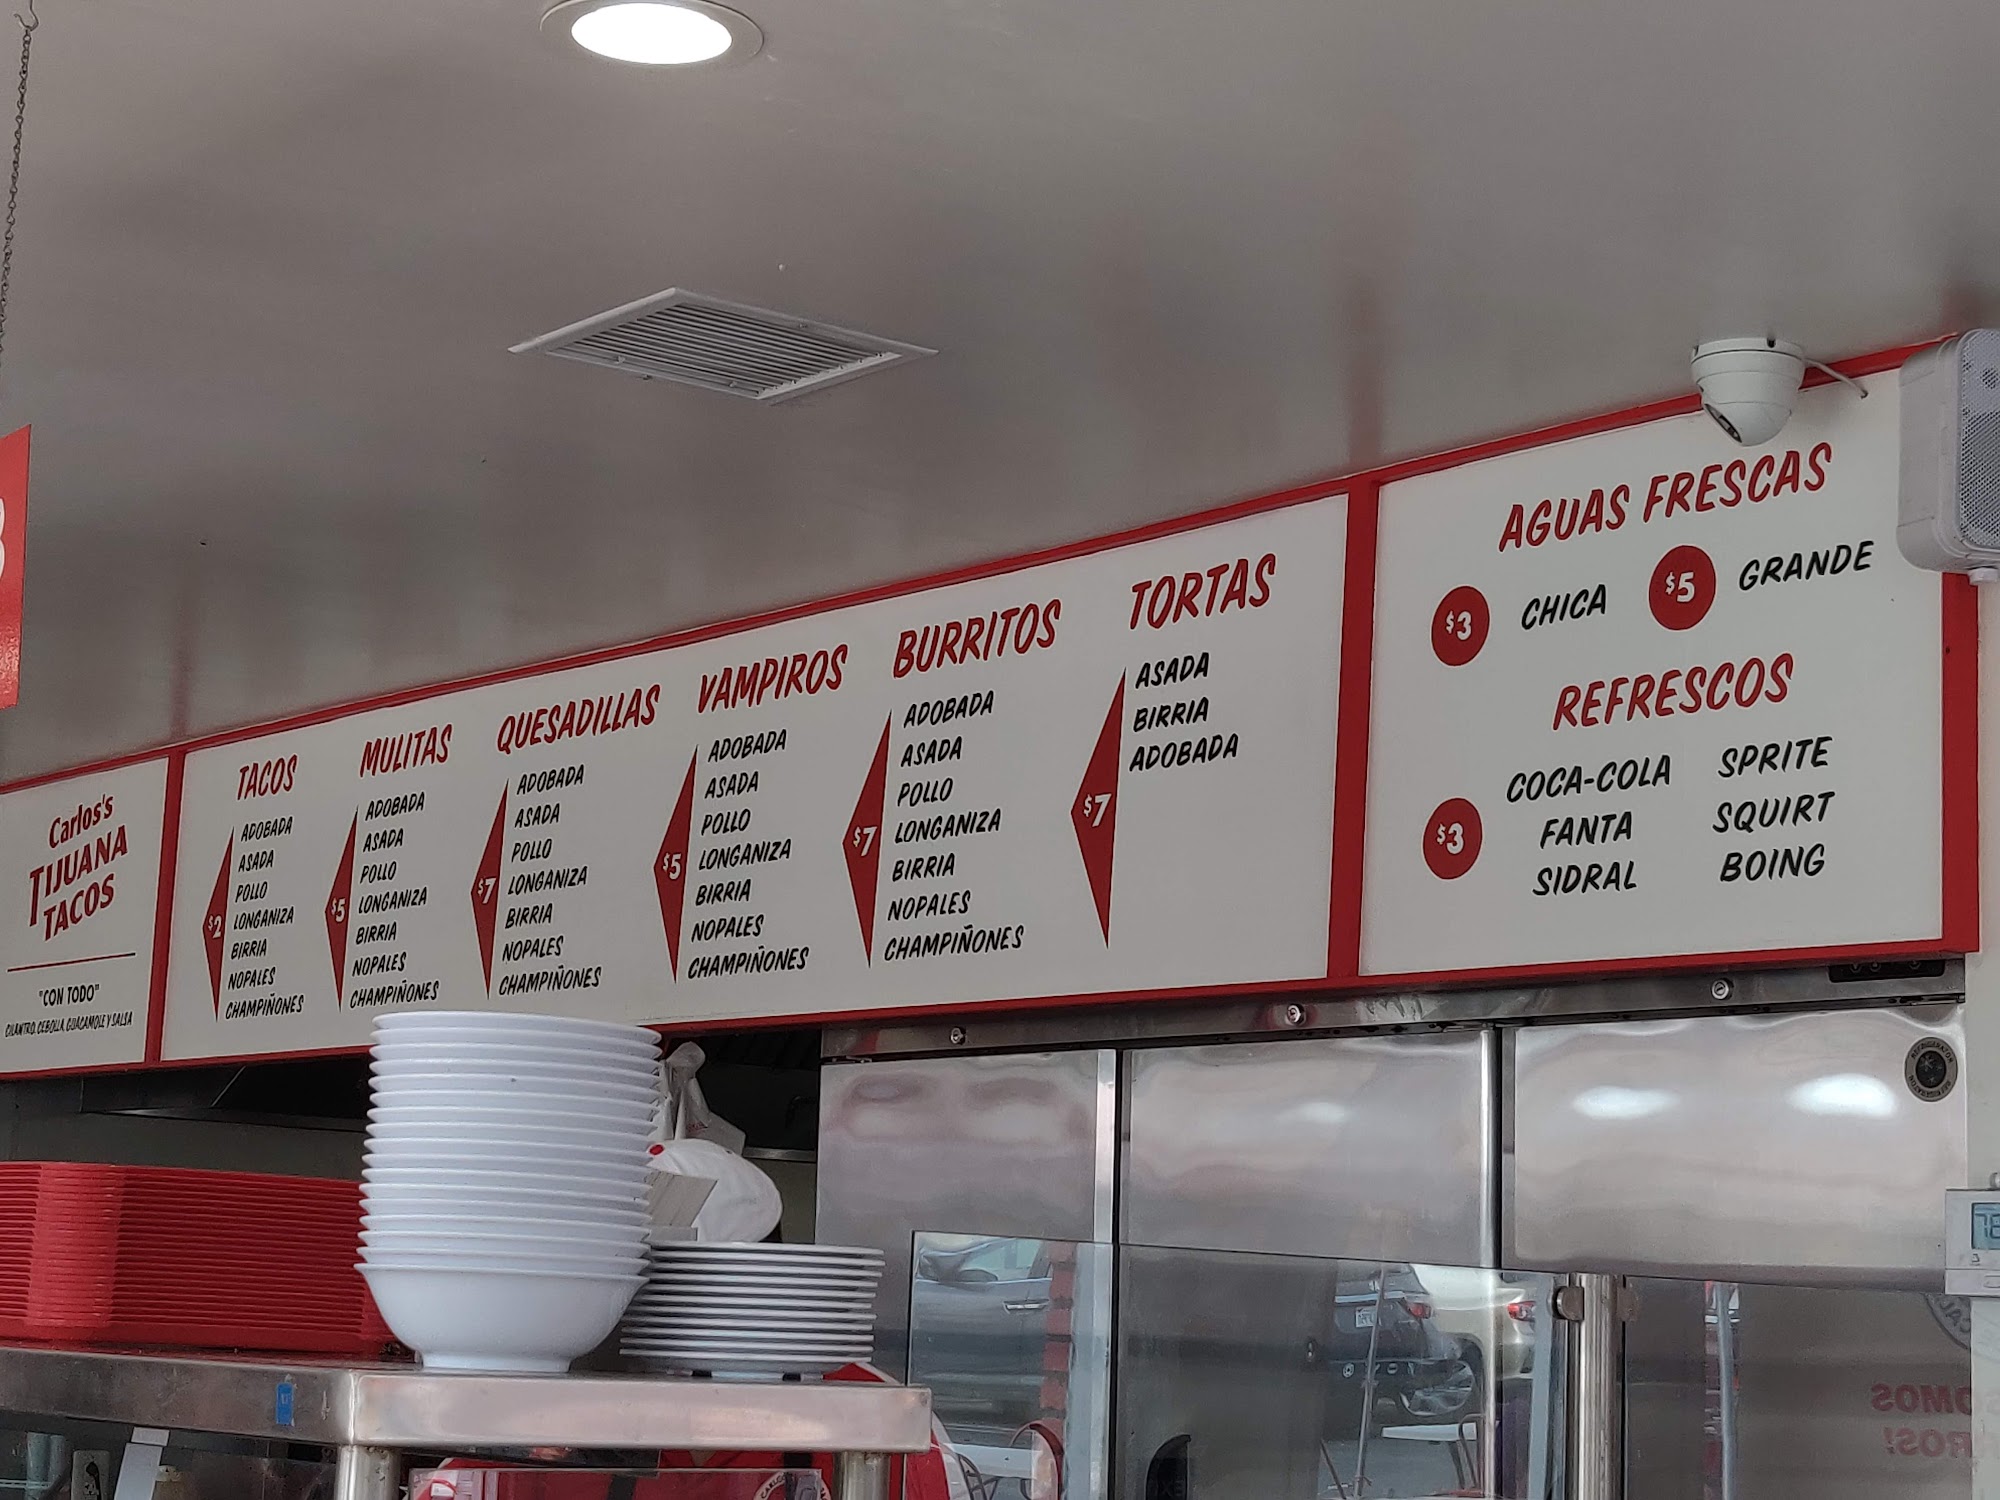 Carlos's
TIJUANA
TACOS
"CON TODO"
CILANTRO, CEBOLLA, GUACAMOLE Y SALSA
TACOS
$2
ADOBADA
ASADA
POLLO
LONGANIZA
BIRRIA
NOPALES
CHAMPIÑONES
MULITAS
$5
ADOBADA
ASADA
POLLO
LONGANIZA
BIRRIA
NOPALES
CHAMPIÑONES
QUESADILLAS
$7
ADOBADA
ASADA
POLLO
LONGANIZA
BIRRIA
NOPALES
CHAMPIÑONES
VAMPIROS
$5
ADOBADA
ASADA
POLLO
LONGANIZA
BIRRIA
NOPALES
CHAMPIÑONES
BURRITOS
$7
ADOBADA
ASADA
POLLO
LONGANIZA
BIRRIA
NOPALES
CHAMPIÑONES
TORTAS
$7
ASADA
BIRRIA
ADOBADA
AGUAS FRESCAS
$3 CHICA $5 GRANDE
REFRESCOS
$3
COCA-COLA SPRITE
FANTA SQUIRT
SIDRAL BOING
78
SOMOS